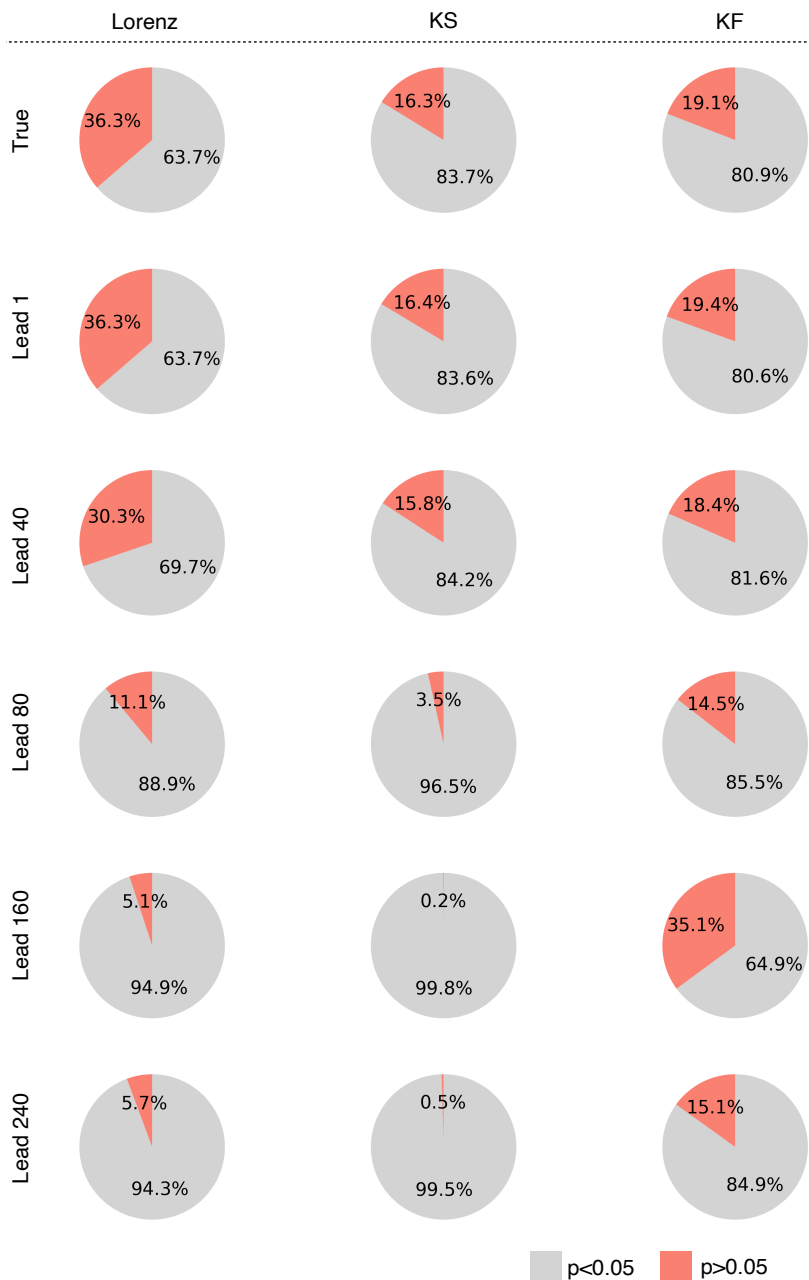 Lorenz KS KF
True
36.3% 63.7% 16.3% 83.7% 19.1% 80.9%
Lead 1
36.3% 63.7% 16.4% 83.6% 19.4% 80.6%
Lead 40
30.3% 69.7% 15.8% 84.2% 18.4% 81.6%
Lead 80
11.1% 88.9% 3.5% 96.5% 14.5% 85.5%
Lead 160
5.1% 94.9% 0.2% 99.8% 35.1% 64.9%
Lead 240
5.7% 94.3% 0.5% 99.5% 15.1% 84.9%
p<0.05 p>0.05